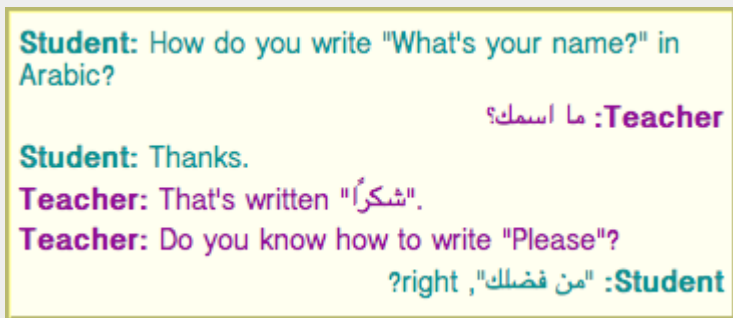 Student: How do you write "What's your name?" in
Arabic?
Teacher: ما اسمك؟
Student: Thanks.
Teacher: That's written "شكرًا".
Teacher: Do you know how to write "Please"?
Student: "من فضلك", right?